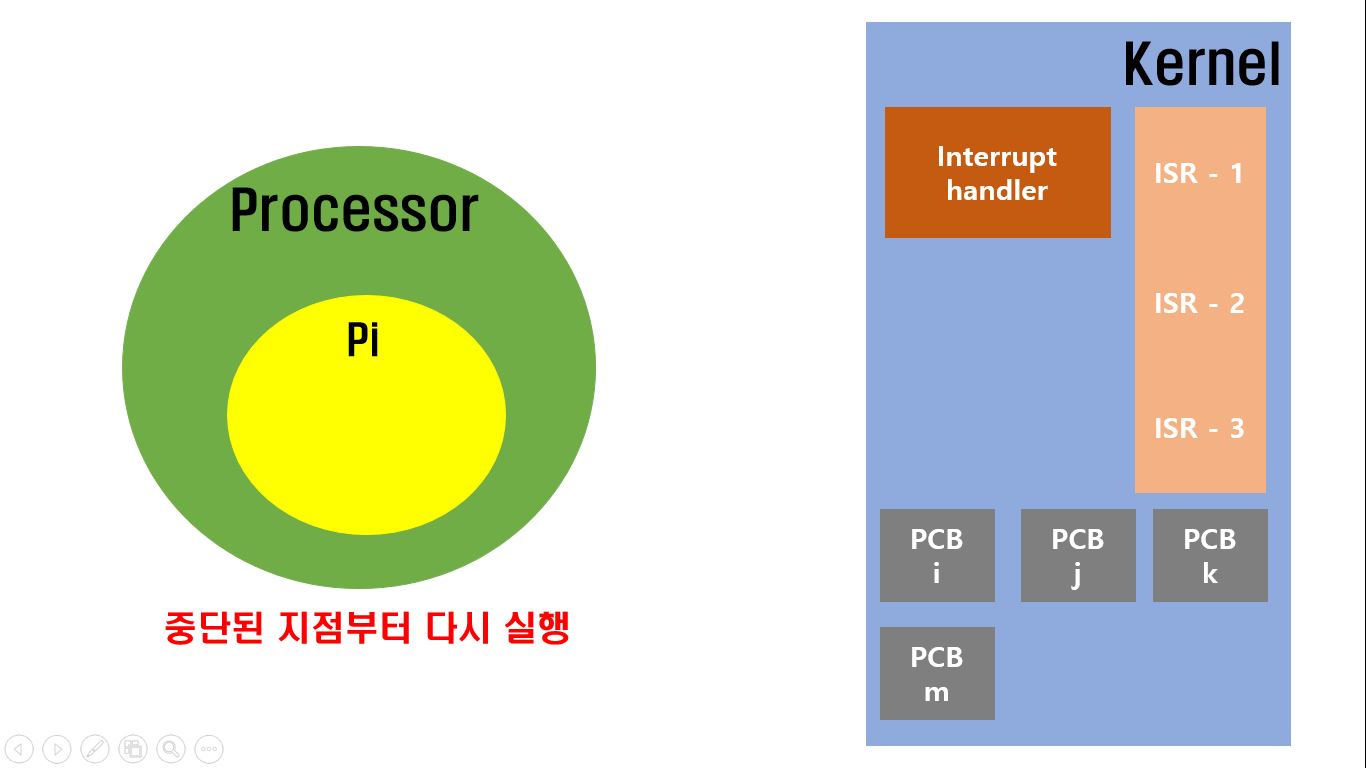 Processor
Pi
중단된 지점부터 다시 실행
Kernel
Interrupt
handler
ISR - 1
ISR - 2
ISR - 3
PCB
i
PCB
j
PCB
k
PCB
m